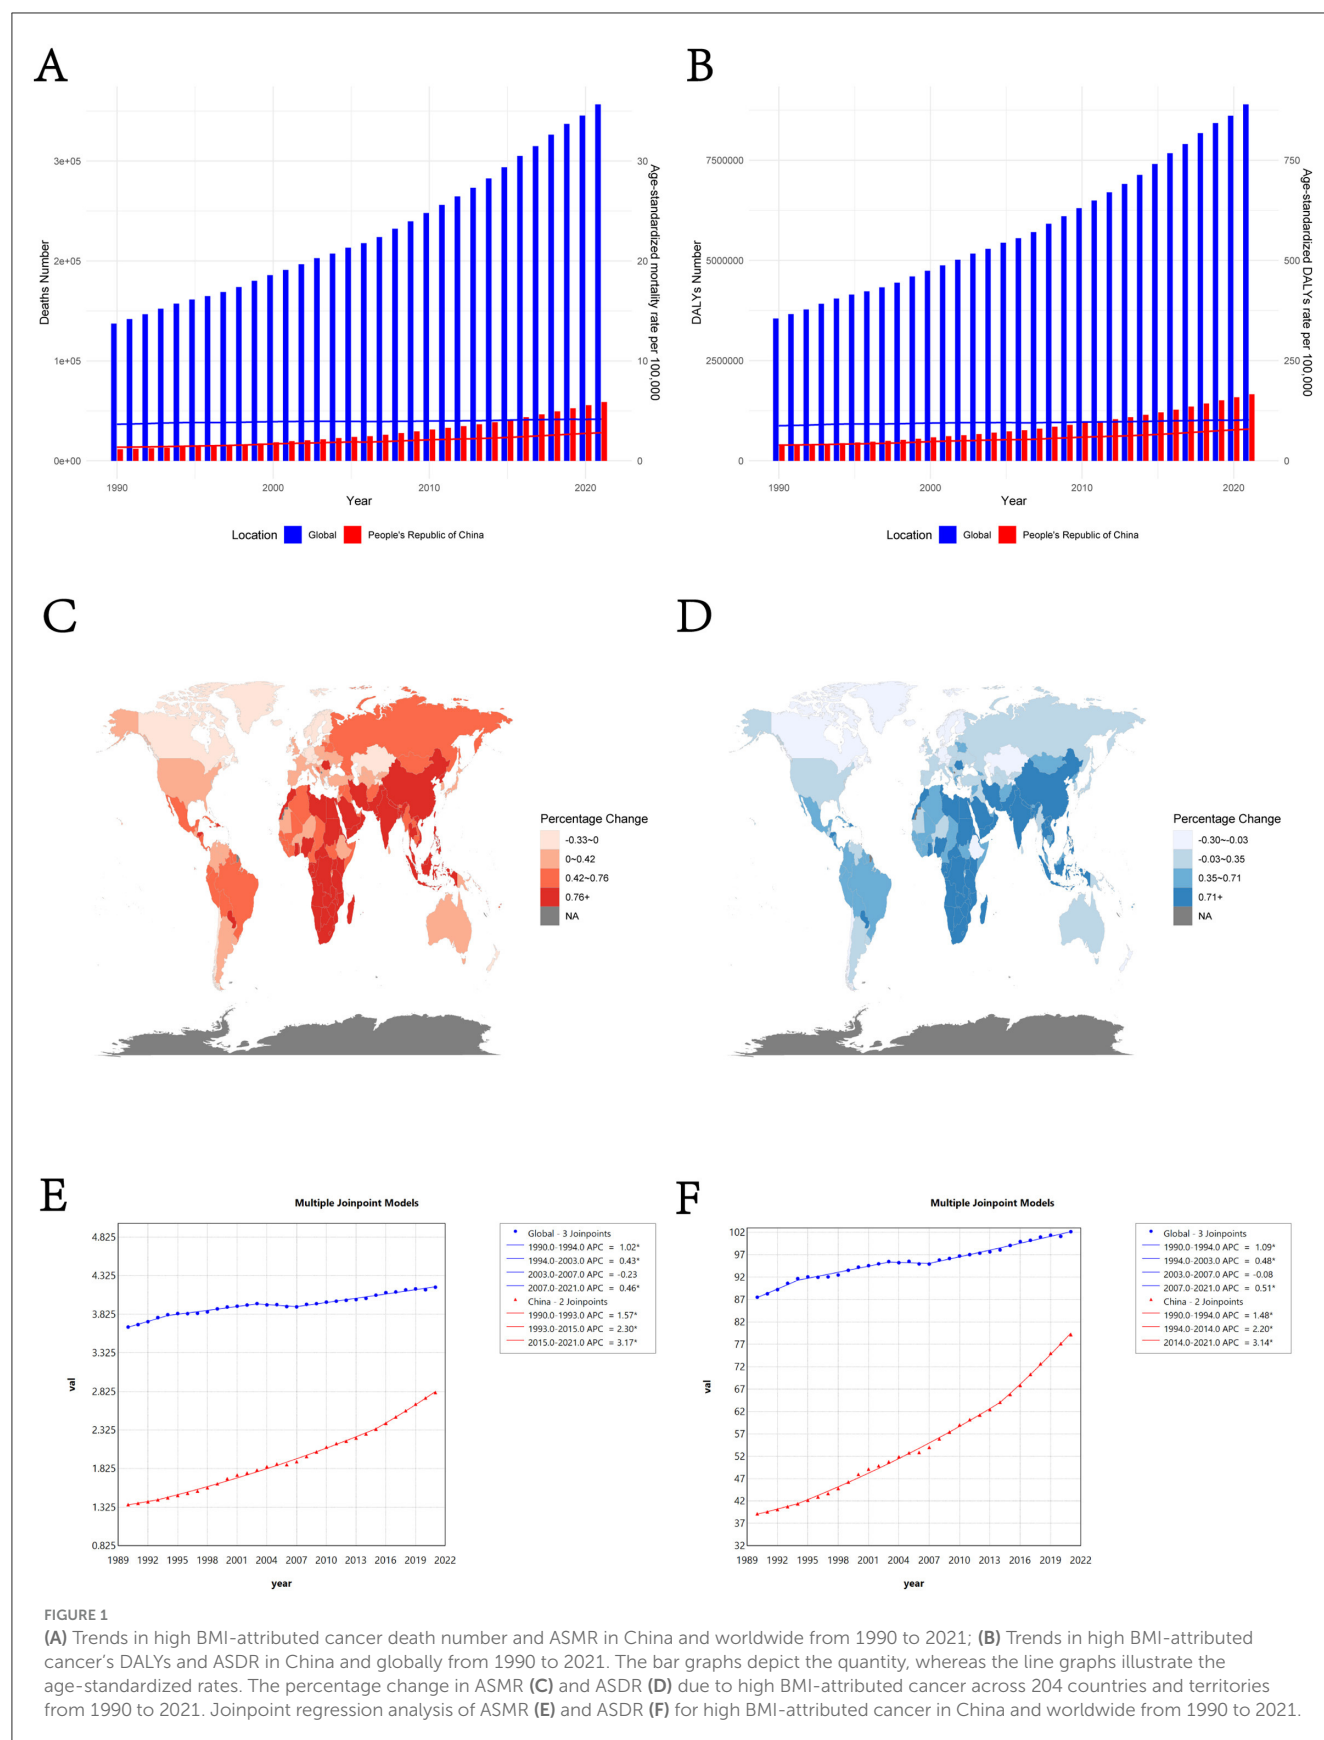 A
3e+05
2e+05
1e+05
0e+00
Deaths Number
30
20
10
0
Age-standardized mortality rate per 100,000
1990 2000 2010 2020
Year
Location Global People's Republic of China
B
7500000
5000000
2500000
0
DALYs Number
750
500
250
0
Age-standardized DALYs rate per 100,000
1990 2000 2010 2020
Year
Location Global People's Republic of China
C
Percentage Change
-0.33~0
0~0.42
0.42~0.76
0.76+
NA
D
Percentage Change
-0.30~-0.03
-0.03~0.35
0.35~0.71
0.71+
NA
E
Multiple Joinpoint Models
4.825
4.325
3.825
3.325
2.825
2.325
1.825
1.325
0.825
val
1989 1992 1995 1998 2001 2004 2007 2010 2013 2016 2019 2022
year
Global - 3 Joinpoints
1990.0-1994.0 APC = 1.02*
1994.0-2003.0 APC = 0.43*
2003.0-2007.0 APC = -0.23
2007.0-2021.0 APC = 0.46*
China - 2 Joinpoints
1990.0-1993.0 APC = 1.57*
1993.0-2015.0 APC = 2.30*
2015.0-2021.0 APC = 3.17*
F
Multiple Joinpoint Models
102
97
92
87
82
77
72
67
62
57
52
47
42
37
32
val
1989 1992 1995 1998 2001 2004 2007 2010 2013 2016 2019 2022
year
Global - 3 Joinpoints
1990.0-1994.0 APC = 1.09*
1994.0-2003.0 APC = 0.48*
2003.0-2007.0 APC = -0.08
2007.0-2021.0 APC = 0.51*
China - 2 Joinpoints
1990.0-1994.0 APC = 1.48*
1994.0-2014.0 APC = 2.20*
2014.0-2021.0 APC = 3.14*
FIGURE 1
(A) Trends in high BMI-attributed cancer death number and ASMR in China and worldwide from 1990 to 2021; (B) Trends in high BMI-attributed
cancer's DALYs and ASDR in China and globally from 1990 to 2021. The bar graphs depict the quantity, whereas the line graphs illustrate the
age-standardized rates. The percentage change in ASMR (C) and ASDR (D) due to high BMI-attributed cancer across 204 countries and territories
from 1990 to 2021. Joinpoint regression analysis of ASMR (E) and ASDR (F) for high BMI-attributed cancer in China and worldwide from 1990 to 2021.